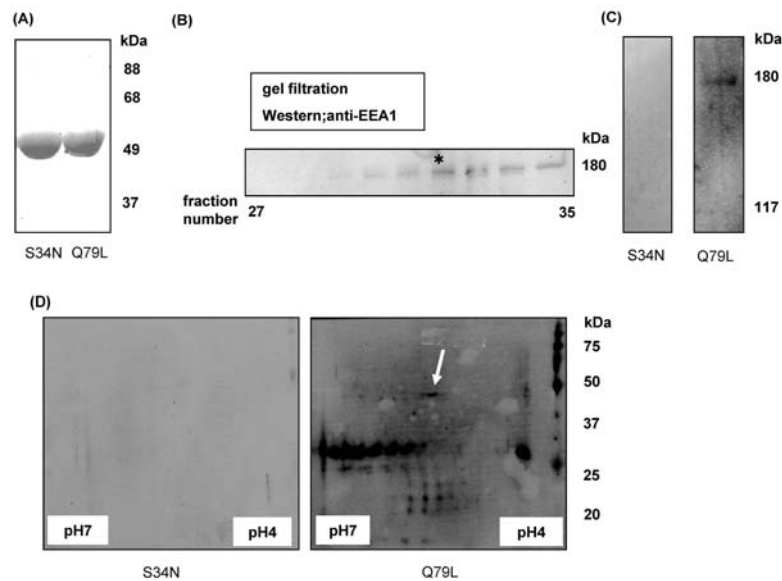 (A)
kDa
88
68
49
37
S34N Q79L
(B)
gel filtration
Western;anti-EEA1
*
kDa
180
fraction
number
27 35
(C)
kDa
180
117
S34N Q79L
(D)
kDa
75
50
37
25
20
pH7 pH4 pH7 pH4
S34N Q79L